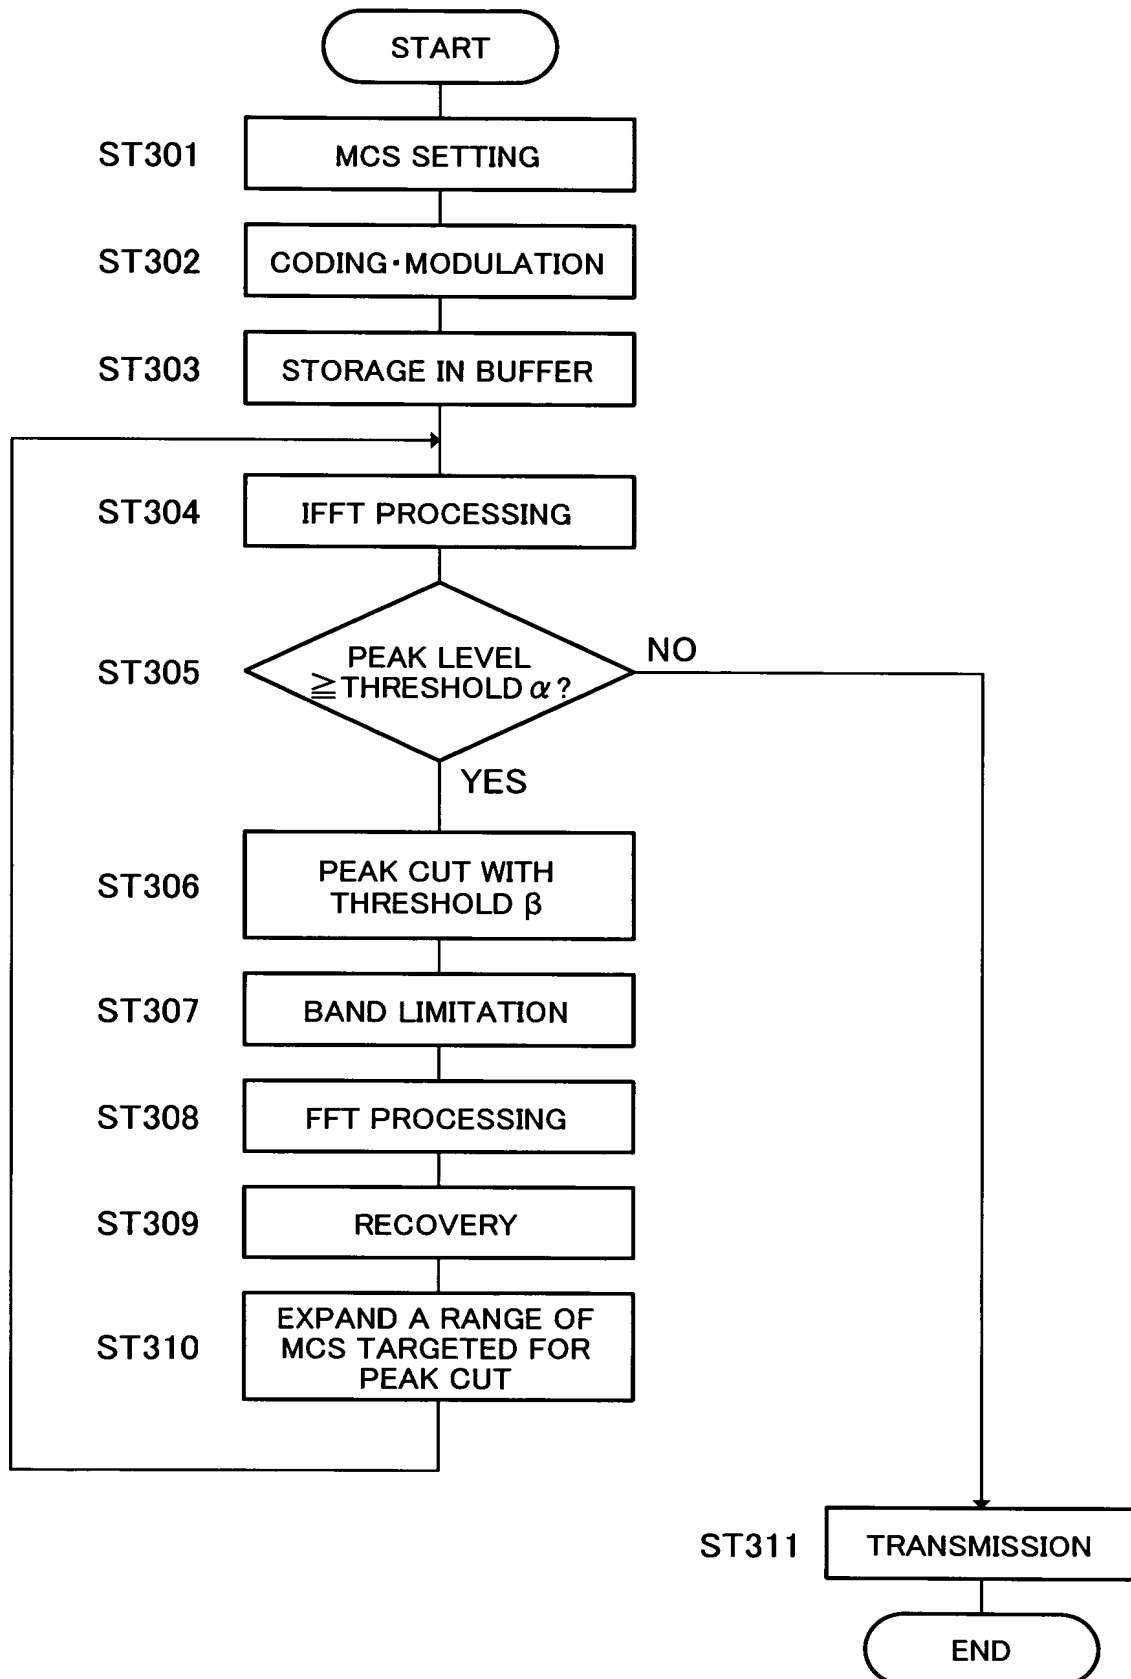 START
ST301
MCS SETTING
ST302
CODING・MODULATION
ST303
STORAGE IN BUFFER
ST304
IFFT PROCESSING
ST305
PEAK LEVEL
≧THRESHOLD α?
NO
YES
ST306
PEAK CUT WITH
THRESHOLD β
ST307
BAND LIMITATION
ST308
FFT PROCESSING
ST309
RECOVERY
ST310
EXPAND A RANGE OF
MCS TARGETED FOR
PEAK CUT
ST311
TRANSMISSION
END